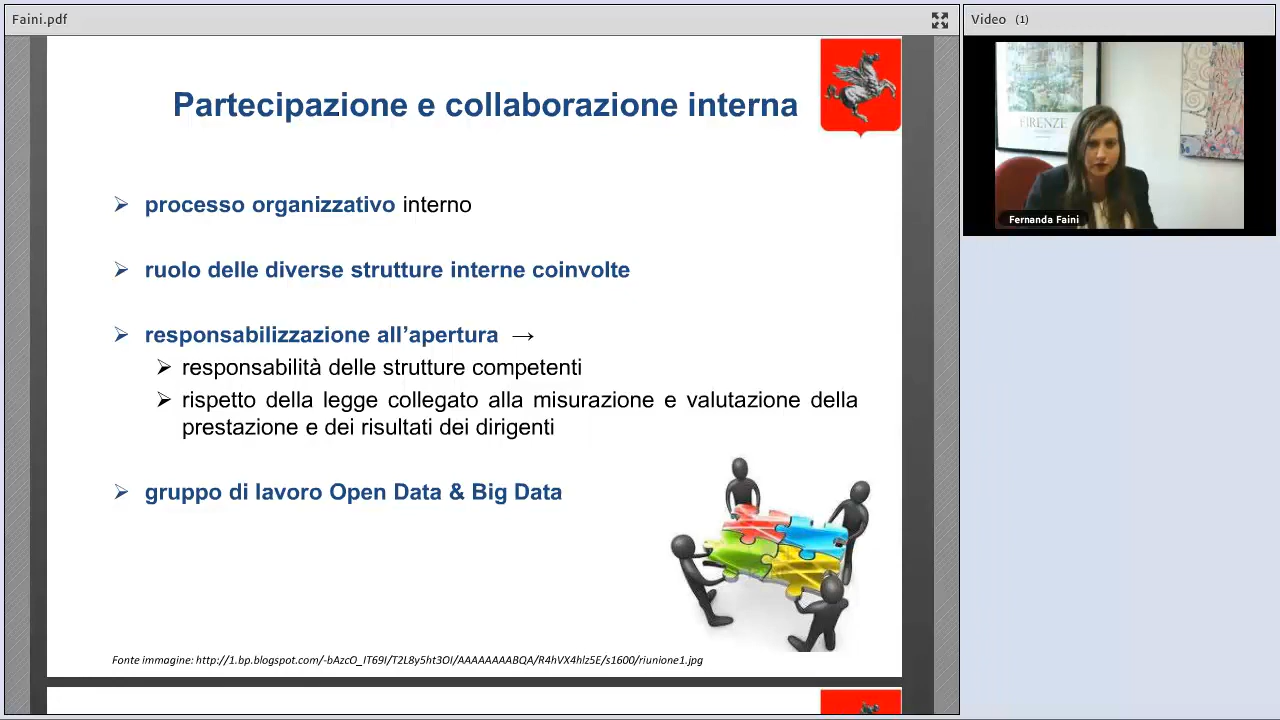 Faini.pdf
Video (1)
Partecipazione e collaborazione interna
FIRENZE
Fernanda Faini
processo organizzativo interno
ruolo delle diverse strutture interne coinvolte
responsabilizzazione all'apertura →
responsabilità delle strutture competenti
rispetto della legge collegato alla misurazione e valutazione della
prestazione e dei risultati dei dirigenti
gruppo di lavoro Open Data & Big Data
Fonte immagine: http://1.bp.blogspot.com/-bAzcO_IT69I/T2L8y5ht3OI/AAAAAAAABQA/R4hVX4hlz5E/s1600/riunione1.jpg